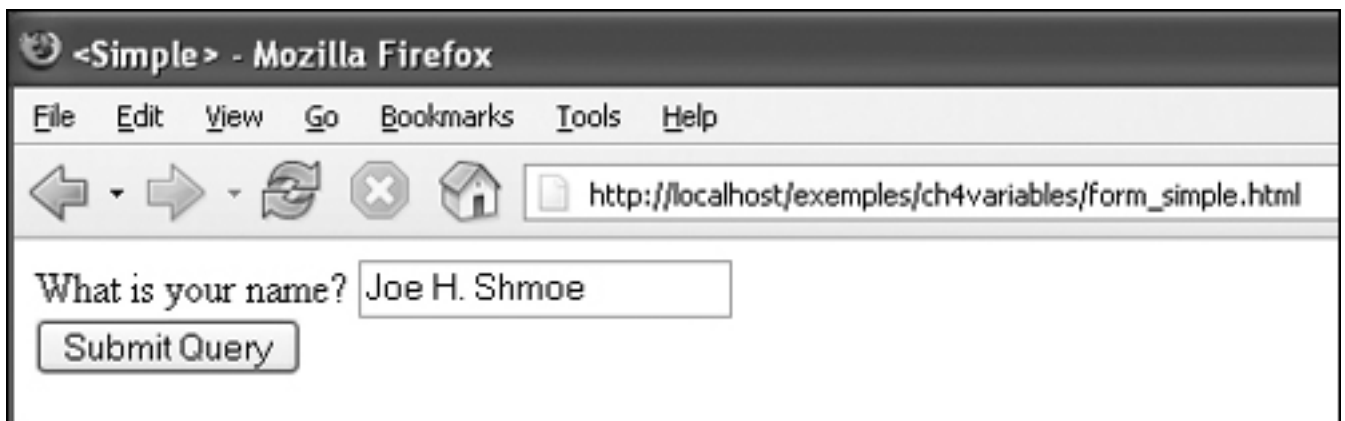 <Simple> - Mozilla Firefox
File Edit View Go Bookmarks Tools Help
http://localhost/exemples/ch4variables/form_simple.html
What is your name? Joe H. Shmoe
Submit Query